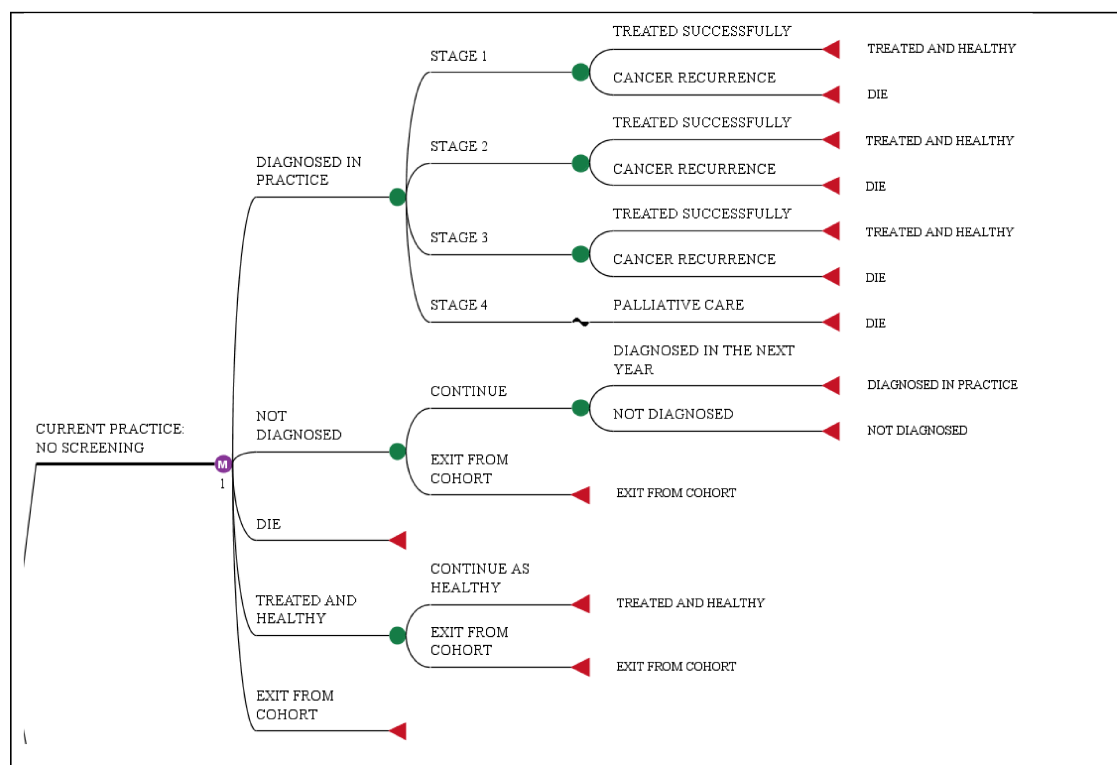 TREATED SUCCESSFULLY
TREATED AND HEALTHY
STAGE 1
CANCER RECURRENCE
DIE
TREATED SUCCESSFULLY
TREATED AND HEALTHY
STAGE 2
DIAGNOSED IN
PRACTICE
CANCER RECURRENCE
DIE
TREATED SUCCESSFULLY
TREATED AND HEALTHY
STAGE 3
CANCER RECURRENCE
DIE
STAGE 4
PALLIATIVE CARE
DIE
DIAGNOSED IN THE NEXT
YEAR
DIAGNOSED IN PRACTICE
CONTINUE
NOT DIAGNOSED
NOT DIAGNOSED
NOT
DIAGNOSED
CURRENT PRACTICE:
NO SCREENING
M
1
EXIT FROM
COHORT
EXIT FROM COHORT
DIE
CONTINUE AS
HEALTHY
TREATED AND HEALTHY
TREATED AND
HEALTHY
EXIT FROM
COHORT
EXIT FROM COHORT
EXIT FROM
COHORT